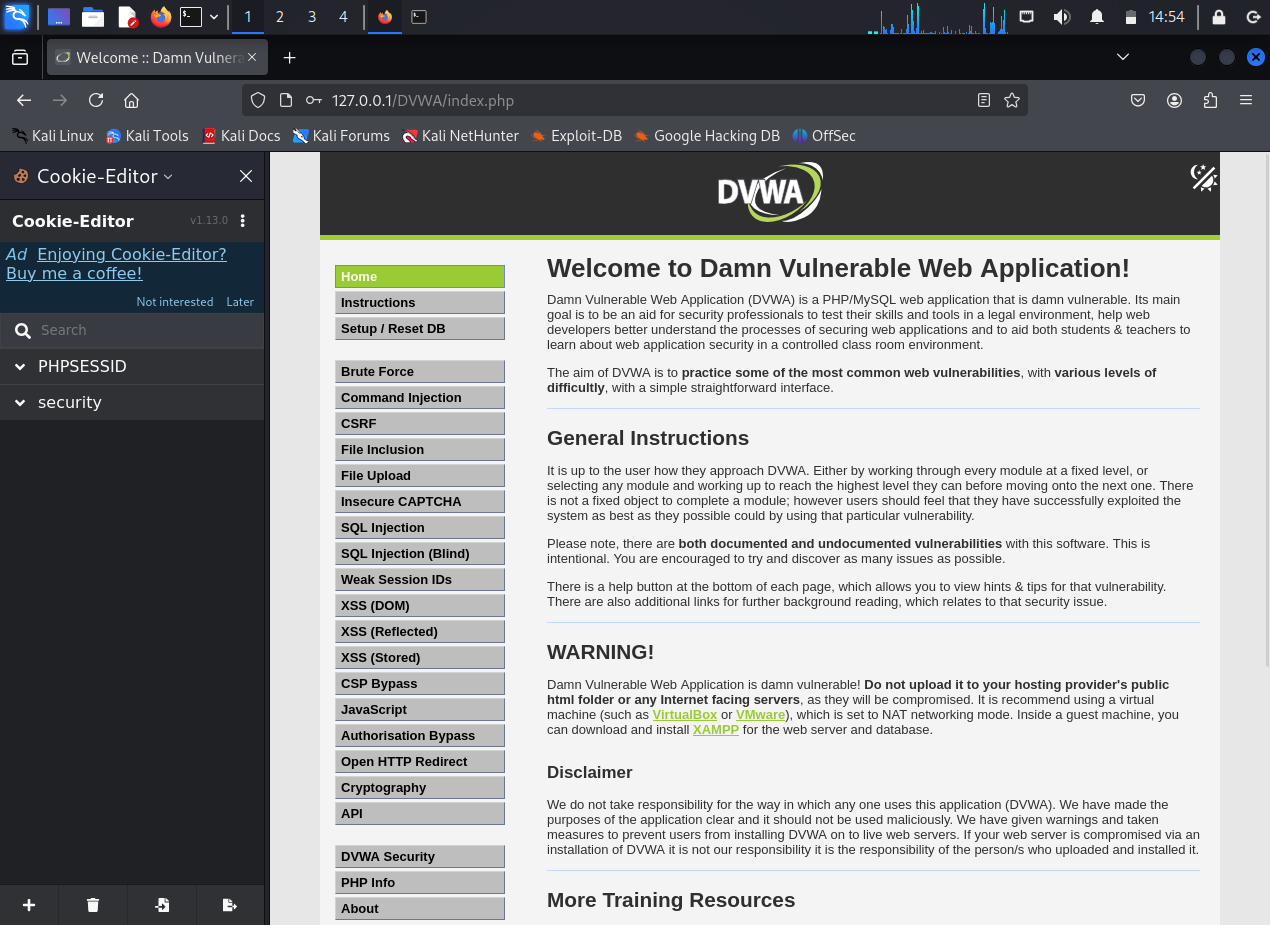 1 2 3 4 14:54
Welcome :: Damn Vulnera
127.0.0.1/DVWA/index.php
Kali Linux Kali Tools Kali Docs Kali Forums Kali NetHunter Exploit-DB Google Hacking DB OffSec
Cookie-Editor
Cookie-Editor v1.13.0
Ad Enjoying Cookie-Editor?
Buy me a coffee!
Not interested Later
Search
PHPSESSID
security
DVWA
Home
Instructions
Setup / Reset DB
Brute Force
Command Injection
CSRF
File Inclusion
File Upload
Insecure CAPTCHA
SQL Injection
SQL Injection (Blind)
Weak Session IDs
XSS (DOM)
XSS (Reflected)
XSS (Stored)
CSP Bypass
JavaScript
Authorisation Bypass
Open HTTP Redirect
Cryptography
API
DVWA Security
PHP Info
About
Welcome to Damn Vulnerable Web Application!
Damn Vulnerable Web Application (DVWA) is a PHP/MySQL web application that is damn vulnerable. Its main
goal is to be an aid for security professionals to test their skills and tools in a legal environment, help web
developers better understand the processes of securing web applications and to aid both students & teachers to
learn about web application security in a controlled class room environment.
The aim of DVWA is to practice some of the most common web vulnerabilities, with various levels of
difficultly, with a simple straightforward interface.
General Instructions
It is up to the user how they approach DVWA. Either by working through every module at a fixed level, or
selecting any module and working up to reach the highest level they can before moving onto the next one. There
is not a fixed object to complete a module; however users should feel that they have successfully exploited the
system as best as they possible could by using that particular vulnerability.
Please note, there are both documented and undocumented vulnerabilities with this software. This is
intentional. You are encouraged to try and discover as many issues as possible.
There is a help button at the bottom of each page, which allows you to view hints & tips for that vulnerability.
There are also additional links for further background reading, which relates to that security issue.
WARNING!
Damn Vulnerable Web Application is damn vulnerable! Do not upload it to your hosting provider's public
html folder or any Internet facing servers, as they will be compromised. It is recommend using a virtual
machine (such as VirtualBox or VMware), which is set to NAT networking mode. Inside a guest machine, you
can download and install XAMPP for the web server and database.
Disclaimer
We do not take responsibility for the way in which any one uses this application (DVWA). We have made the
purposes of the application clear and it should not be used maliciously. We have given warnings and taken
measures to prevent users from installing DVWA on to live web servers. If your web server is compromised via an
installation of DVWA it is not our responsibility it is the responsibility of the person/s who uploaded and installed it.
More Training Resources